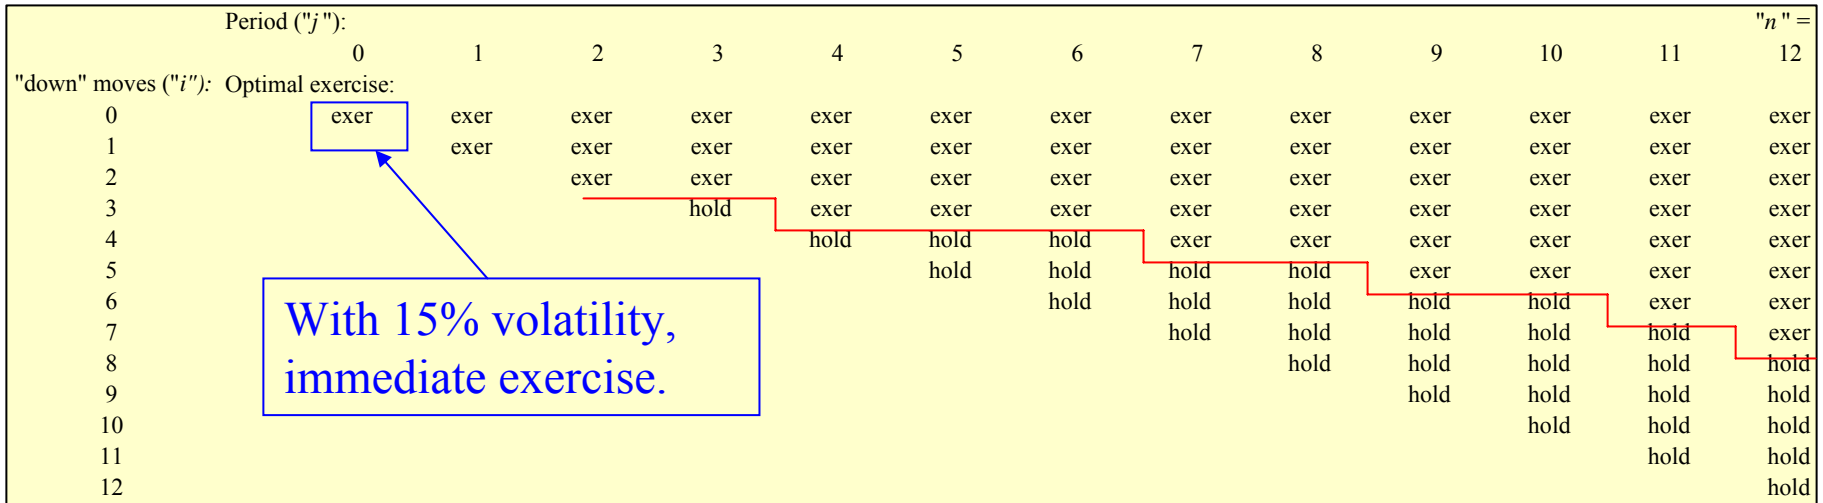 Period ("j"): "n" =
0 1 2 3 4 5 6 7 8 9 10 11 12
"down" moves ("i"): Optimal exercise:
0 exer exer exer exer exer exer exer exer exer exer exer exer exer
1 exer exer exer exer exer exer exer exer exer exer exer exer
2 exer exer exer exer exer exer exer exer exer exer exer
3 hold exer exer exer exer exer exer exer exer exer
4 hold hold hold exer exer exer exer exer exer
5 hold hold hold hold exer exer exer exer
6 hold hold hold hold hold exer exer
7 hold hold hold hold hold exer
8 hold hold hold hold hold
9 hold hold hold hold
10 hold hold hold
11 hold hold
12 hold
With 15% volatility,
immediate exercise.